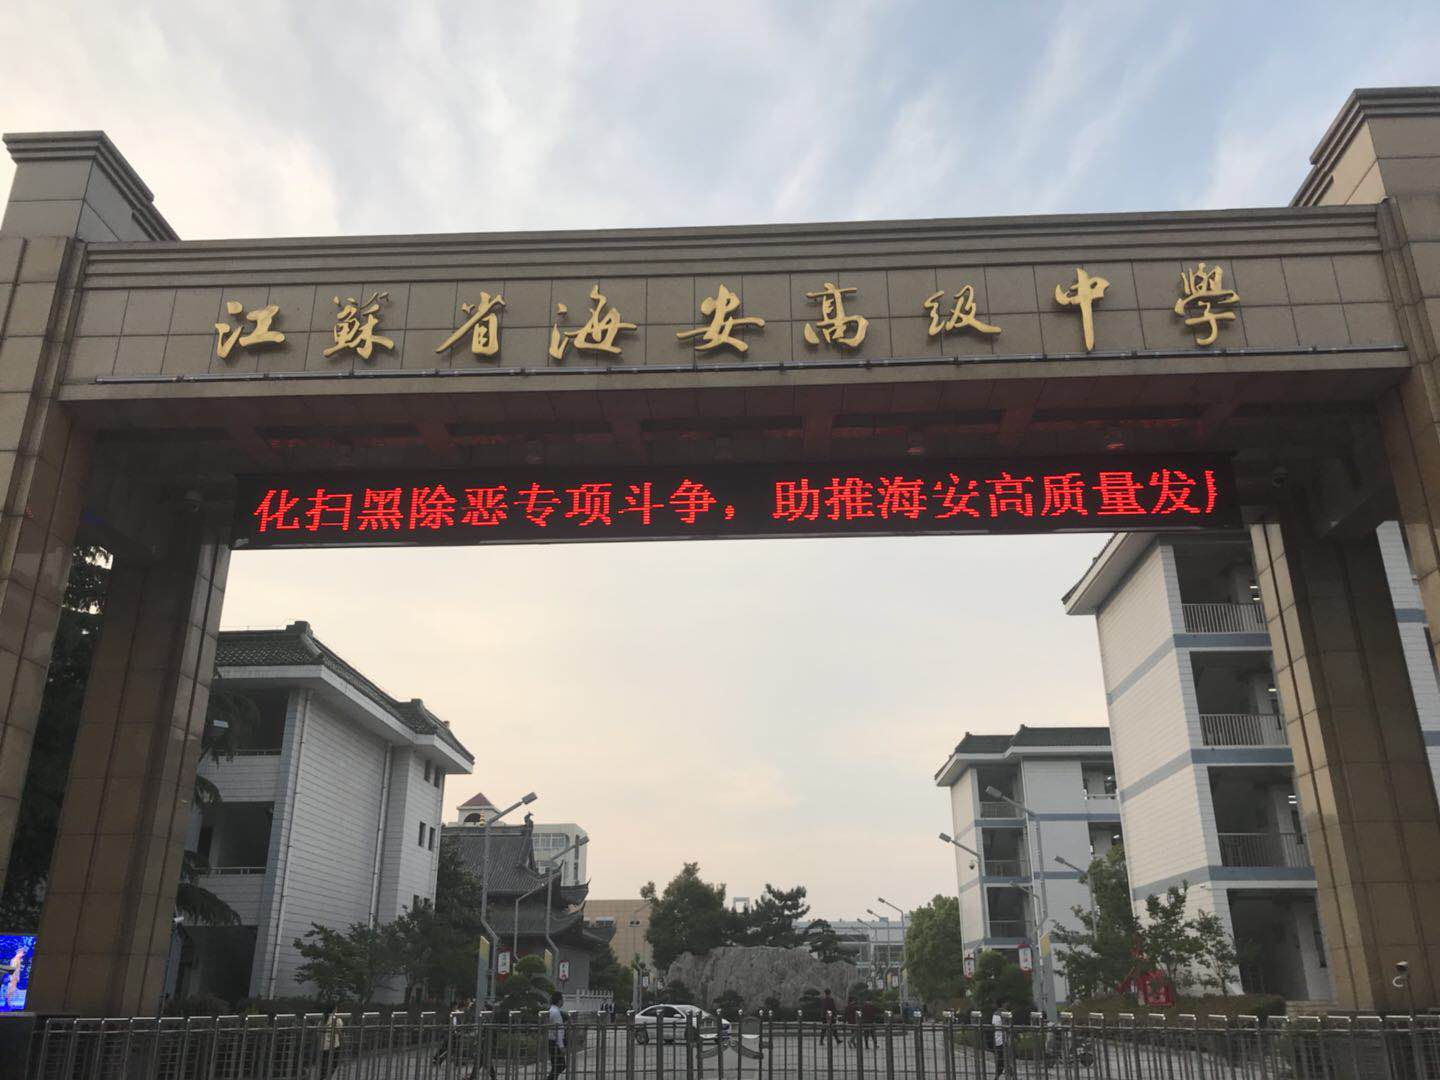 江蘇省海安高级中學
化扫黑除恶专项斗争，助推海安高质量发